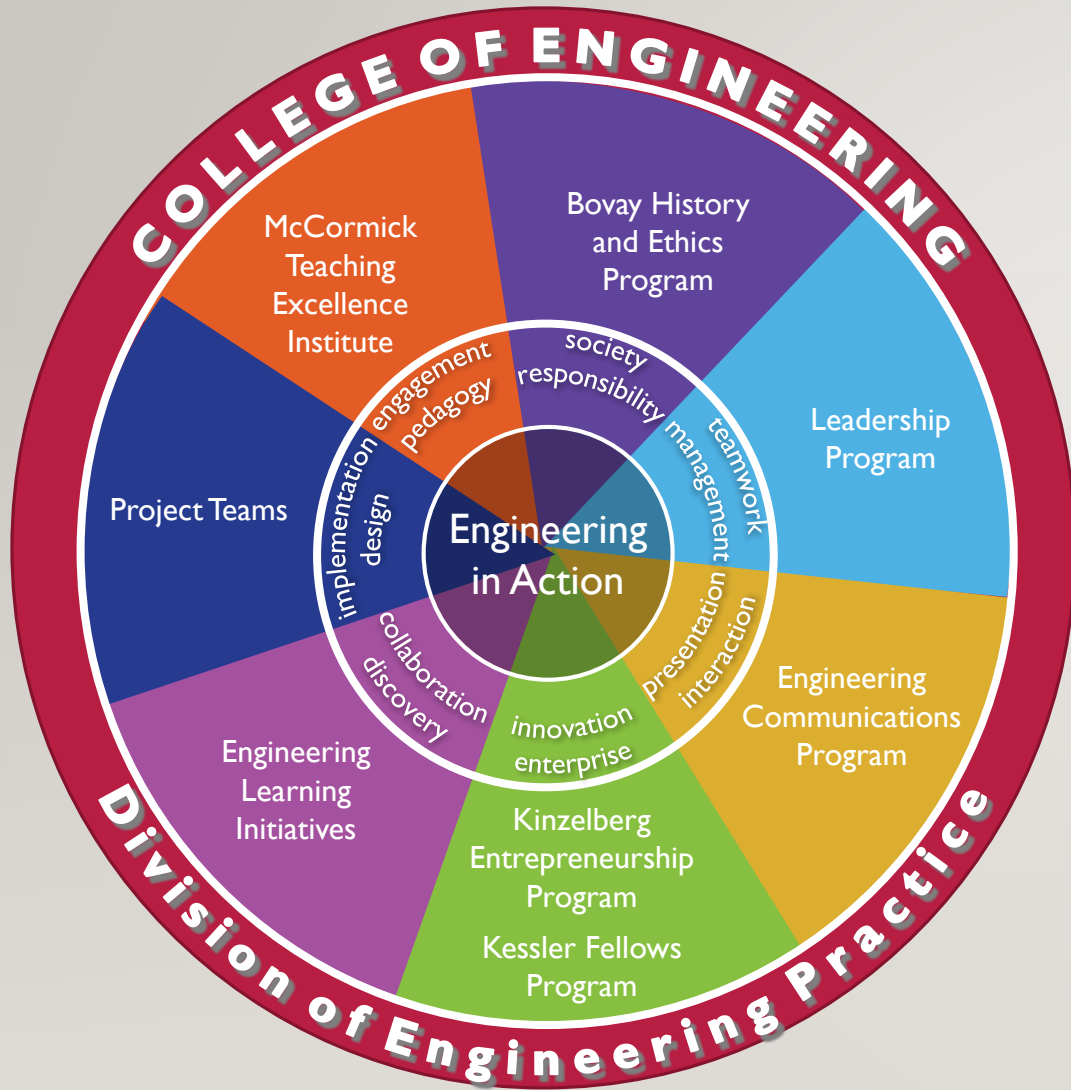 COLLEGE OF ENGINEERING
McCormick
Teaching
Excellence
Institute
Bovay History
and Ethics
Program
Leadership
Program
Engineering
Communications
Program
Kinzelberg
Entrepreneurship
Program
Kessler Fellows
Program
Engineering
Learning
Initiatives
Project Teams
engagement
pedagogy
society
responsibility
teamwork
management
presentation
interaction
innovation
enterprise
collaboration
discovery
implementation
design
Engineering
in Action
Division of Engineering Practice